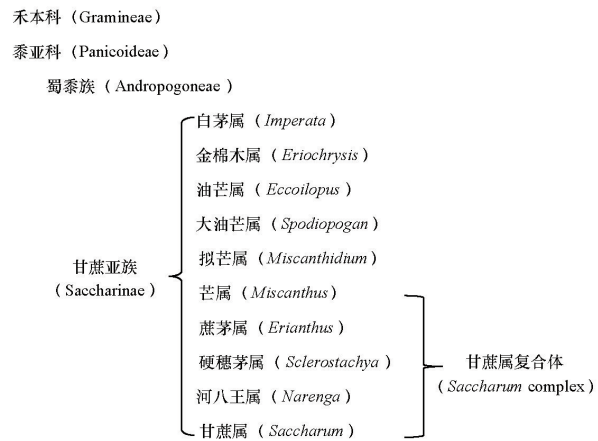 禾本科（Gramineae）
黍亚科（Panicoideae）
蜀黍族（Andropogoneae）
白茅属（Imperata）
金棉木属（Eriochrysis）
油芒属（Eccoilopus）
大油芒属（Spodiopogan）
拟芒属（Miscanthidium）
甘蔗亚族
（Saccharinae）
芒属（Miscanthus）
蔗茅属（Erianthus）
硬穗茅属（Sclerostachya）
河八王属（Narenga）
甘蔗属（Saccharum）
甘蔗属复合体
（Saccharum complex）